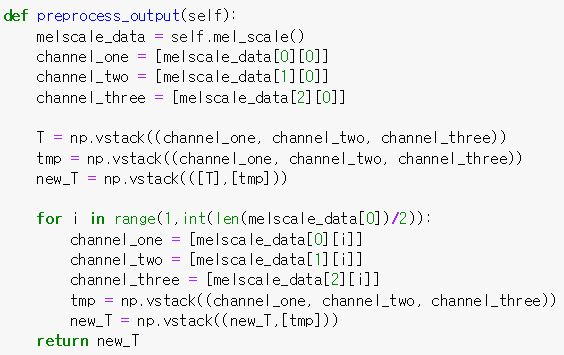 def preprocess_output(self):
    melscale_data = self.mel_scale()
    channel_one = [melscale_data[0][0]]
    channel_two = [melscale_data[1][0]]
    channel_three = [melscale_data[2][0]]

    T = np.vstack((channel_one, channel_two, channel_three))
    tmp = np.vstack((channel_one, channel_two, channel_three))
    new_T = np.vstack(([T],[tmp]))

    for i in range(1,int(len(melscale_data[0])/2)):
        channel_one = [melscale_data[0][i]]
        channel_two = [melscale_data[1][i]]
        channel_three = [melscale_data[2][i]]
        tmp = np.vstack((channel_one, channel_two, channel_three))
        new_T = np.vstack((new_T,[tmp]))
    return new_T